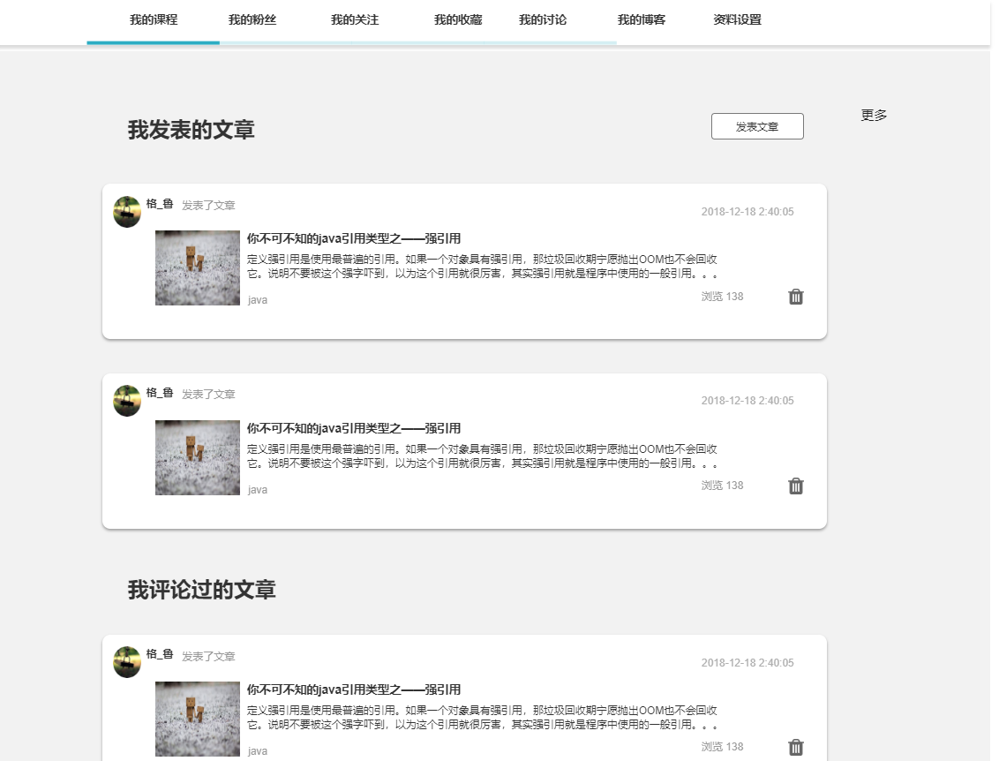 我的课程 我的粉丝 我的关注 我的收藏 我的讨论 我的博客 资料设置
我发表的文章 发表文章 更多
格_鲁 发表了文章 2018-12-18 2:40:05
你不可不知的java引用类型之——强引用
定义强引用是使用最普遍的引用。如果一个对象具有强引用，那垃圾回收期宁愿抛出OOM也不会回收
它。说明不要被这个强字吓到，以为这个引用就很厉害，其实强引用就是程序中使用的一般引用。。。
java 浏览 138
格_鲁 发表了文章 2018-12-18 2:40:05
你不可不知的java引用类型之——强引用
定义强引用是使用最普遍的引用。如果一个对象具有强引用，那垃圾回收期宁愿抛出OOM也不会回收
它。说明不要被这个强字吓到，以为这个引用就很厉害，其实强引用就是程序中使用的一般引用。。。
java 浏览 138
我评论过的文章
格_鲁 发表了文章 2018-12-18 2:40:05
你不可不知的java引用类型之——强引用
定义强引用是使用最普遍的引用。如果一个对象具有强引用，那垃圾回收期宁愿抛出OOM也不会回收
它。说明不要被这个强字吓到，以为这个引用就很厉害，其实强引用就是程序中使用的一般引用。。。
java 浏览 138